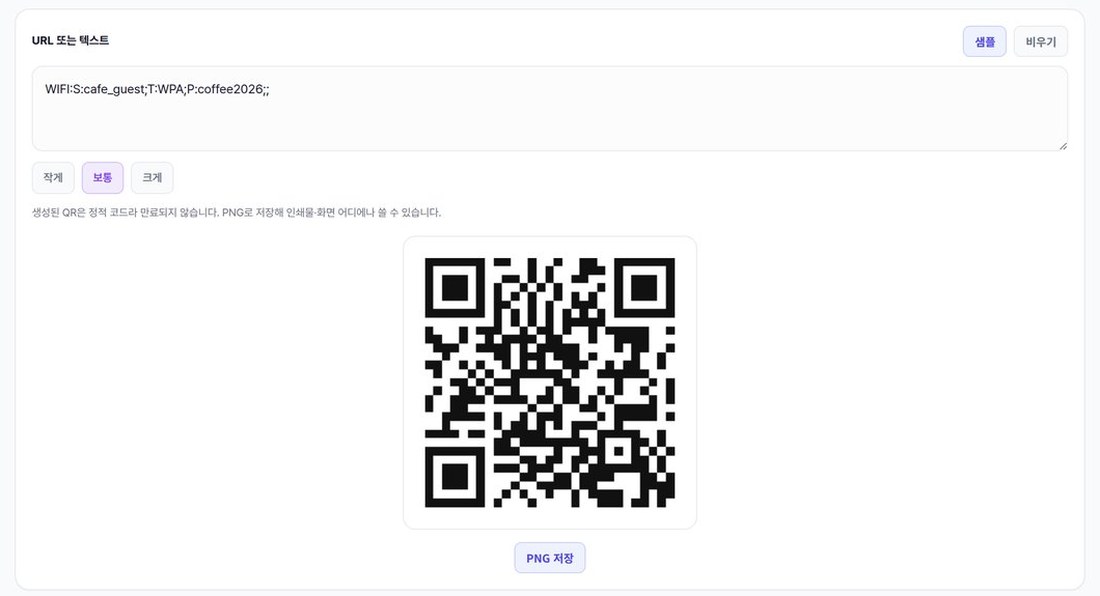 URL 또는 텍스트
샘플
비우기
WIFI:S:cafe_guest;T:WPA;P:coffee2026;;
작게
보통
크게
생성된 QR은 정적 코드라 만료되지 않습니다. PNG로 저장해 인쇄물·화면 어디에나 쓸 수 있습니다.
PNG 저장